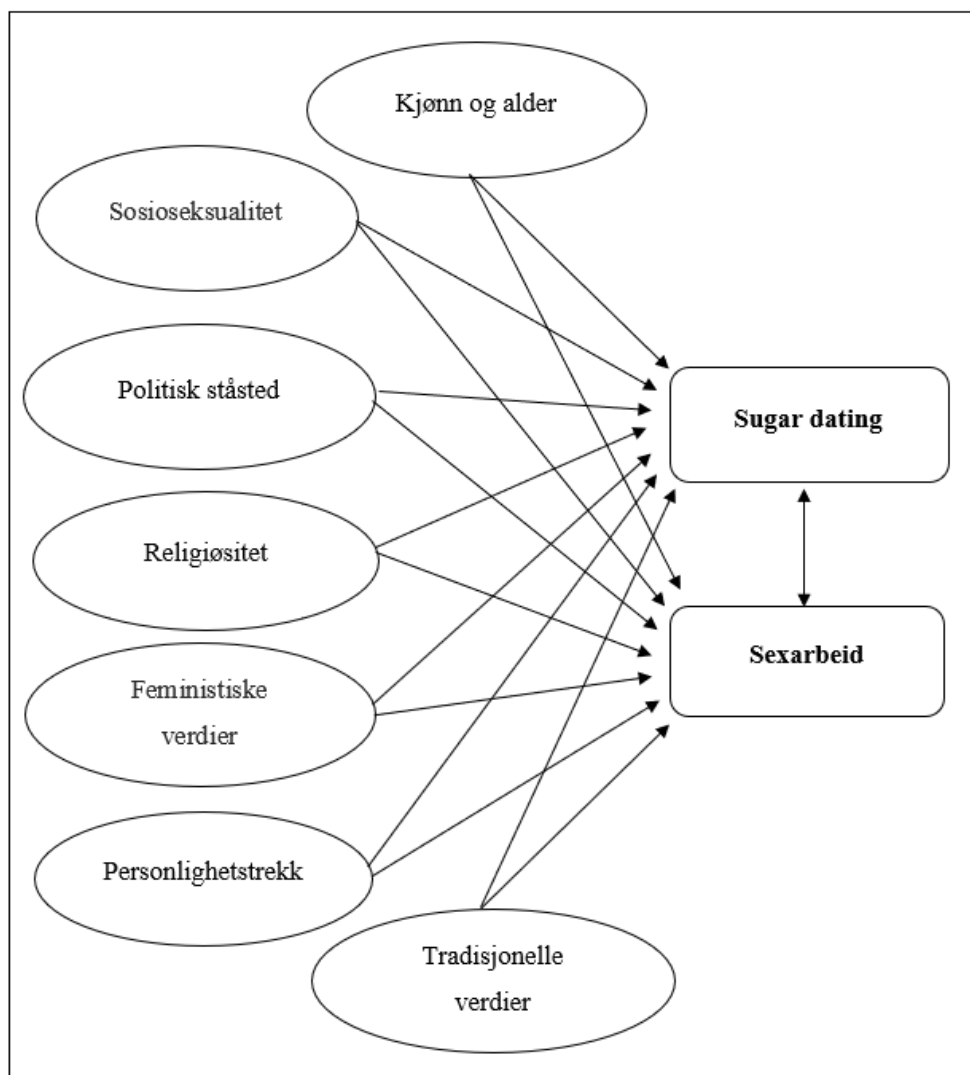 Kjønn og alder
Sosioseksualitet
Politisk ståsted
Sugar dating
Religiøsitet
Sexarbeid
Feministiske
verdier
Personlighetstrekk
Tradisjonelle
verdier